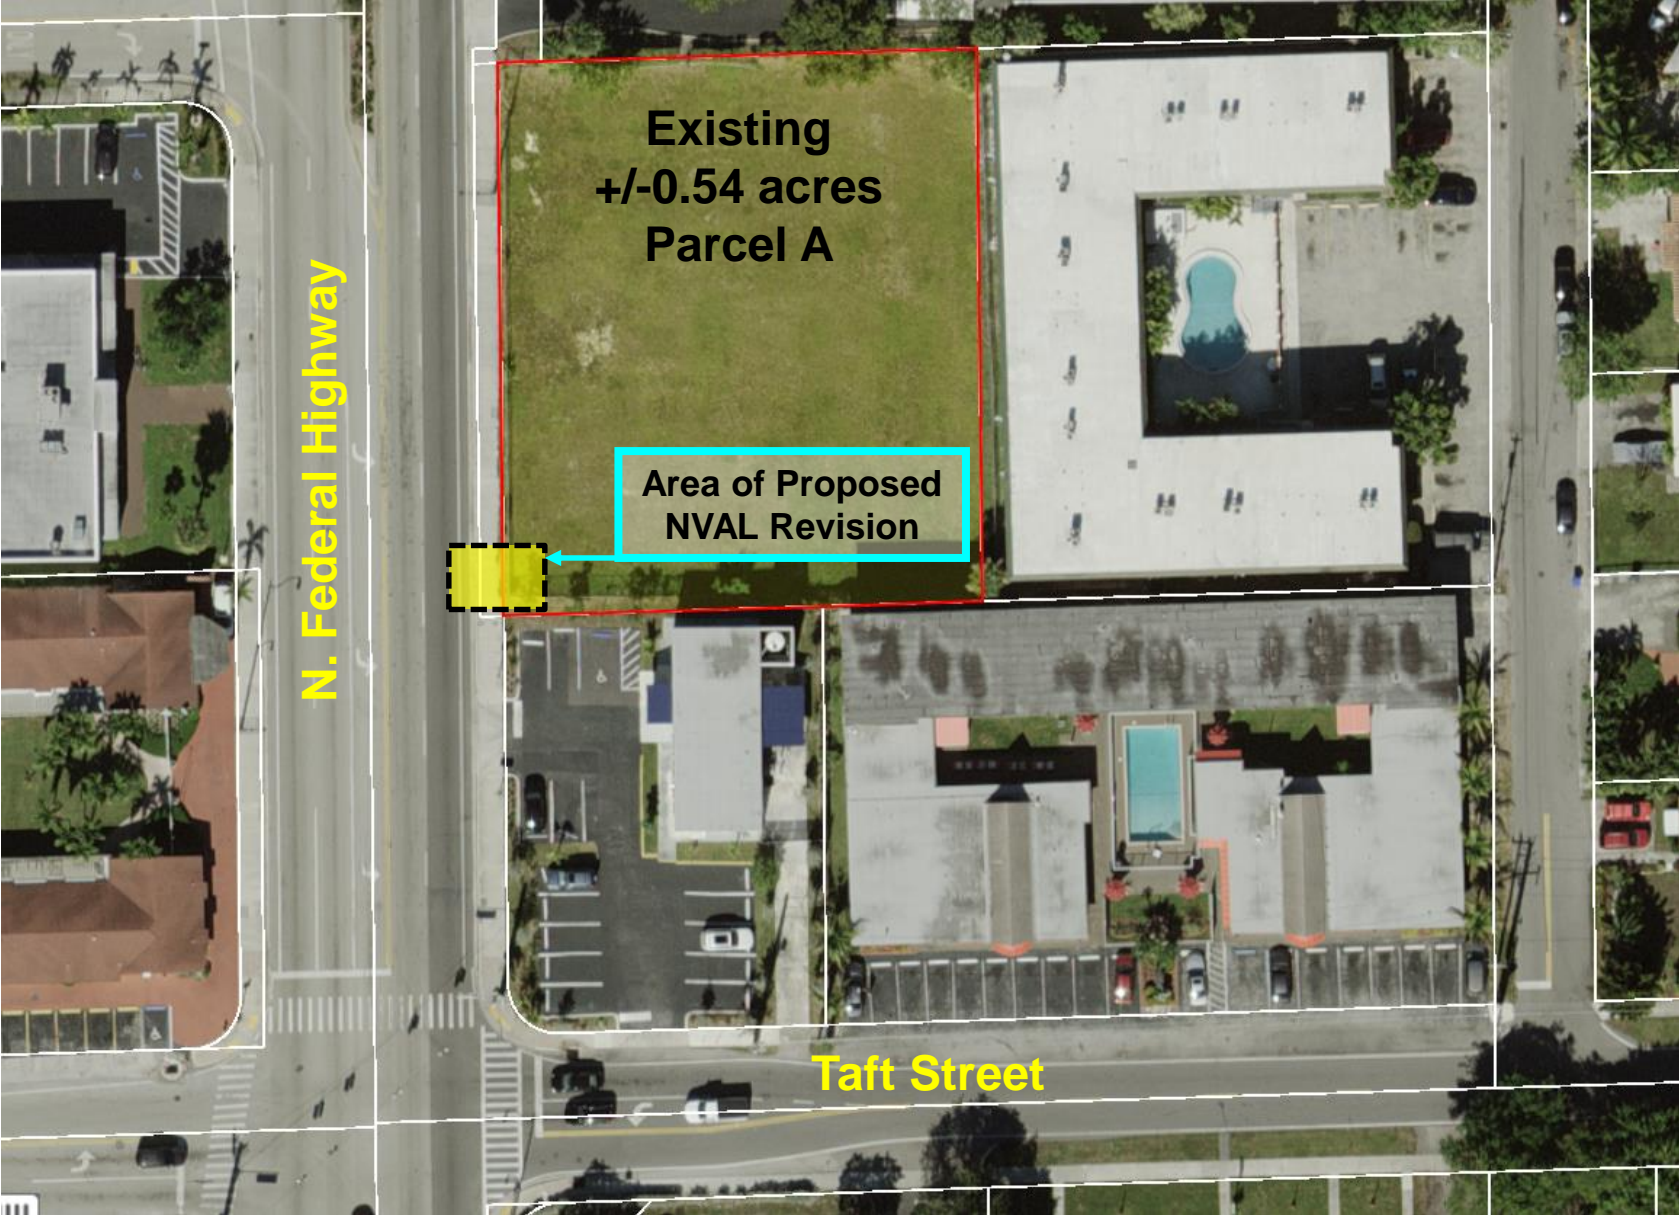 Existing
+/-0.54 acres
Parcel A
N. Federal Highway
Area of Proposed
NVAL Revision
Taft Street